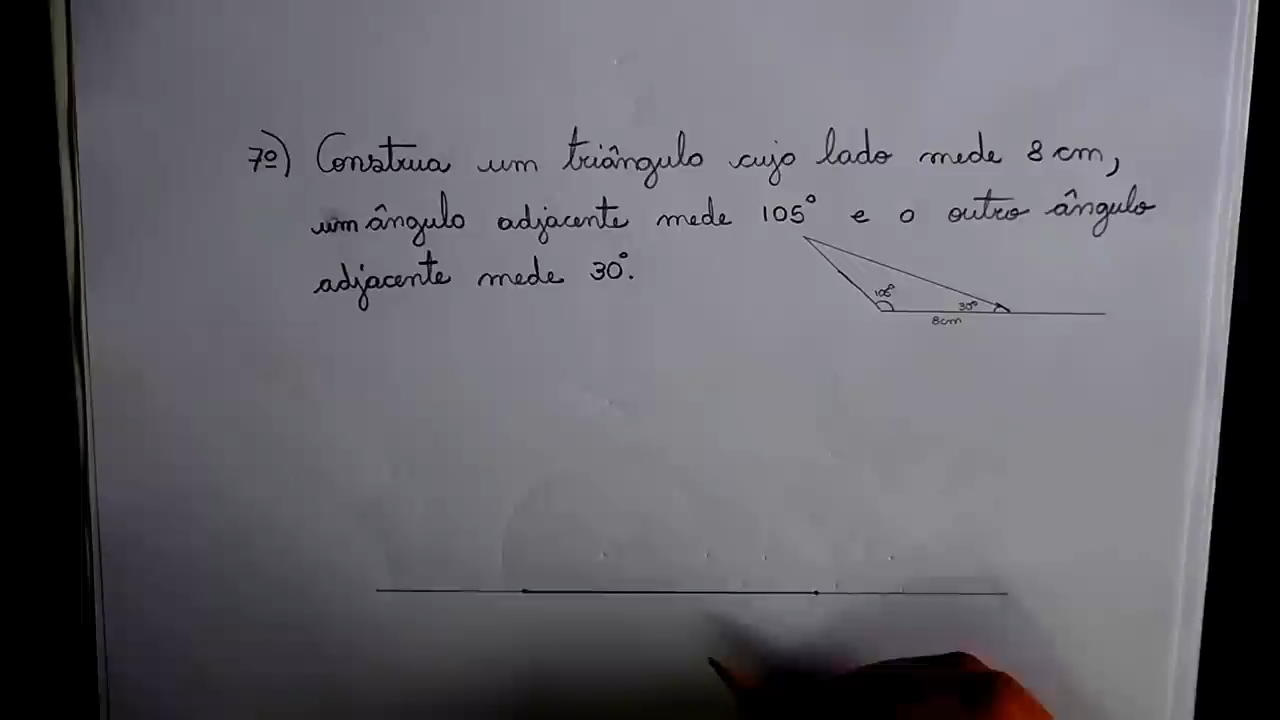 7º) Construa um triângulo cujo lado mede 8 cm,
um ângulo adjacente mede 105° e o outro ângulo
adjacente mede 30°.
105° 30°
8cm